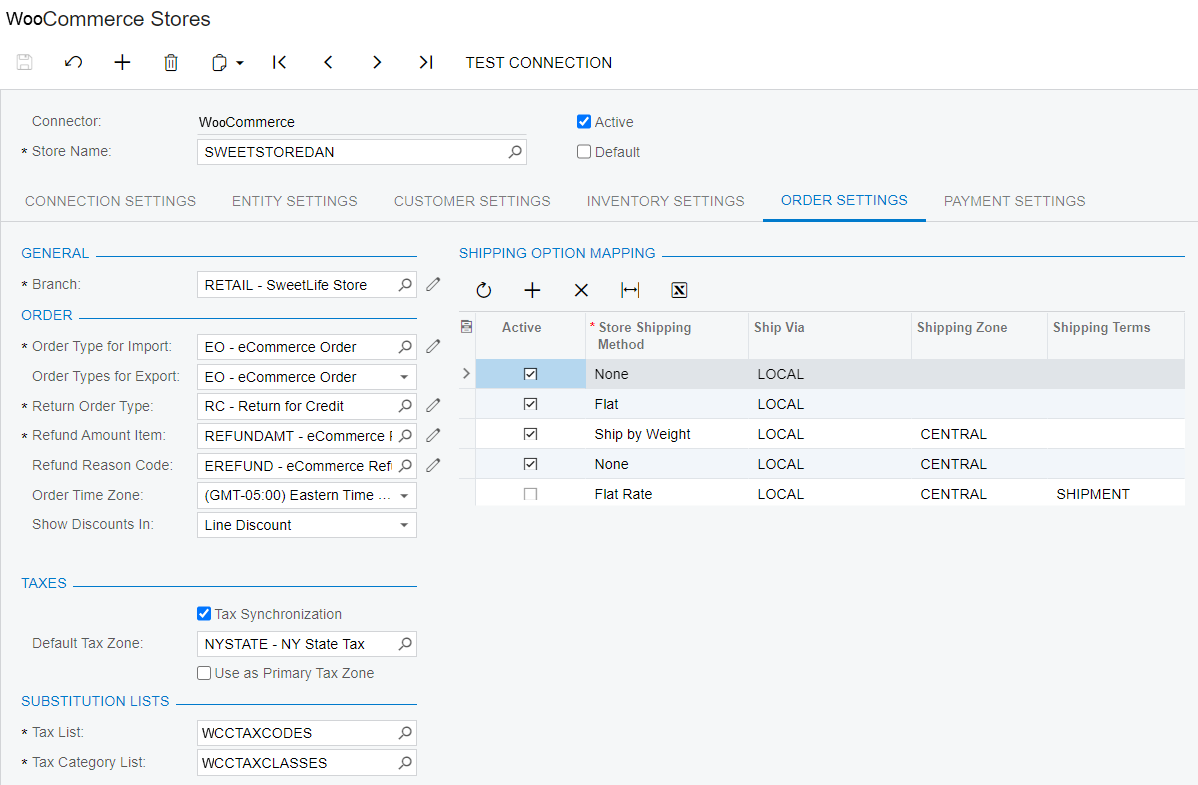 WooCommerce Stores
TEST CONNECTION
Connector: WooCommerce Active
* Store Name: SWEETSTOREDAN Default
CONNECTION SETTINGS ENTITY SETTINGS CUSTOMER SETTINGS INVENTORY SETTINGS ORDER SETTINGS PAYMENT SETTINGS
GENERAL
* Branch: RETAIL - SweetLife Store
ORDER
* Order Type for Import: EO - eCommerce Order
Order Types for Export: EO - eCommerce Order
* Return Order Type: RC - Return for Credit
* Refund Amount Item: REFUNDAMT - eCommerce
Refund Reason Code: EREFUND - eCommerce Ref
Order Time Zone: (GMT-05:00) Eastern Time ...
Show Discounts In: Line Discount
TAXES
Tax Synchronization
Default Tax Zone: NYSTATE - NY State Tax
Use as Primary Tax Zone
SUBSTITUTION LISTS
* Tax List: WCCTAXCODES
* Tax Category List: WCCTAXCLASSES
SHIPPING OPTION MAPPING
Active * Store Shipping Ship Via Shipping Zone Shipping Terms
Method
None LOCAL
Flat LOCAL
Ship by Weight LOCAL CENTRAL
None LOCAL CENTRAL
Flat Rate LOCAL CENTRAL SHIPMENT